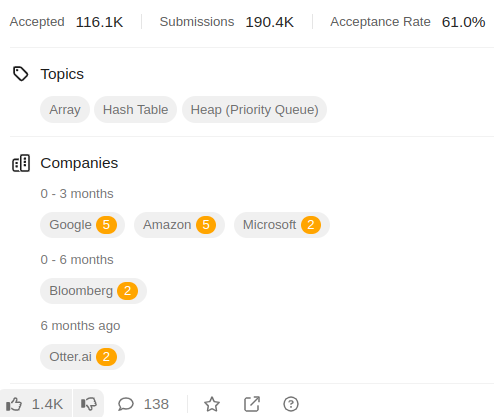 Accepted 116.1K Submissions 190.4K Acceptance Rate 61.0%
Topics
Array Hash Table Heap (Priority Queue)
Companies
0 - 3 months
Google 5 Amazon 5 Microsoft 2
0 - 6 months
Bloomberg 2
6 months ago
Otter.ai 2
1.4K 138